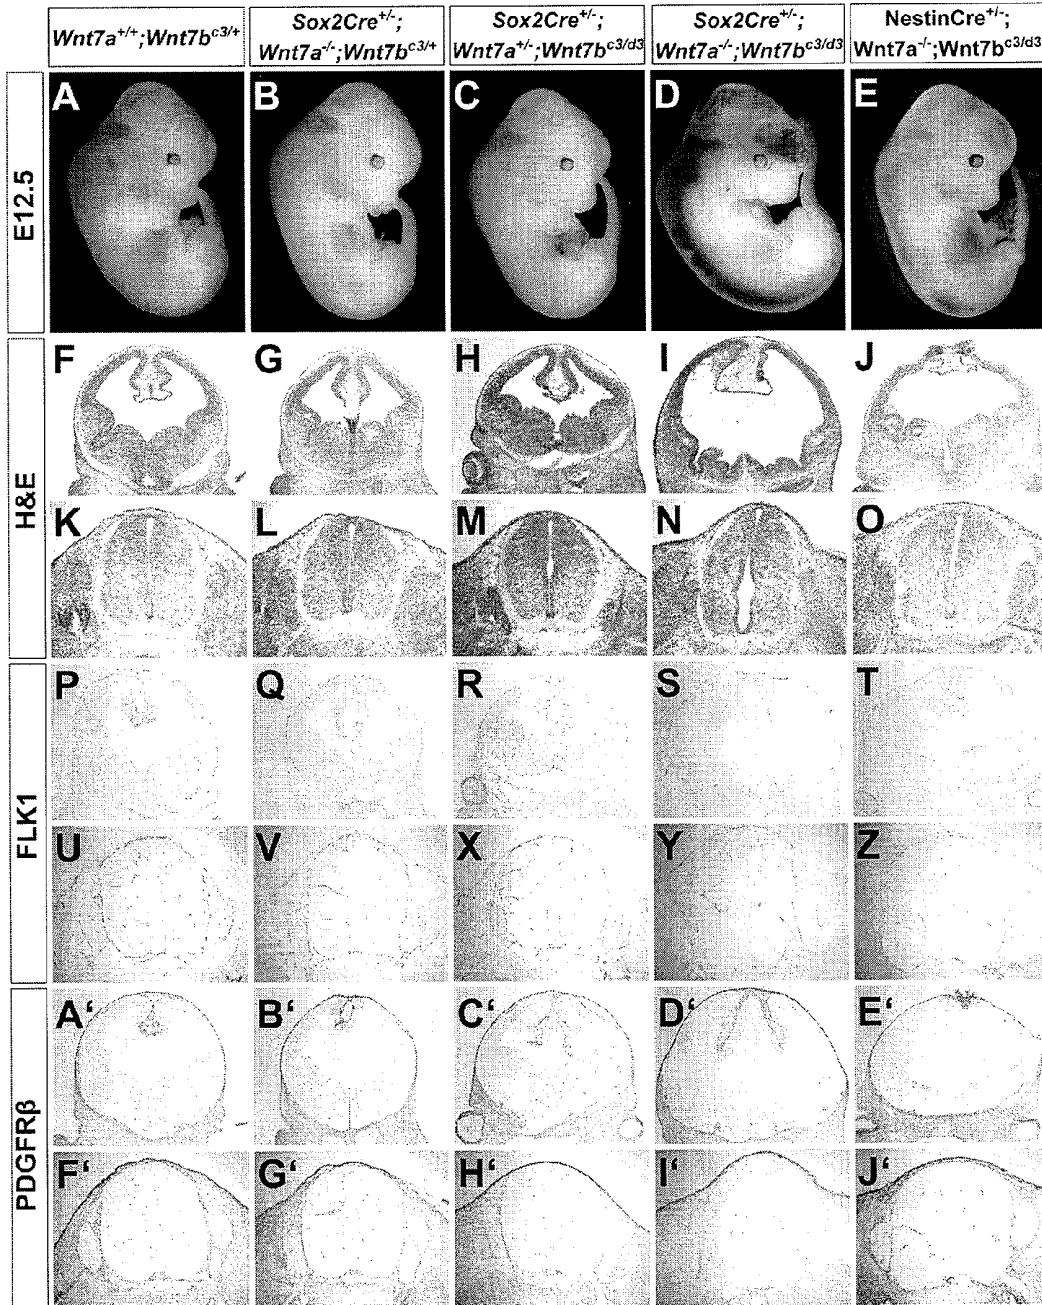 Wnt7a+/+;Wnt7bc3/+
Sox2Cre+/-;
Wnt7a-/-;Wnt7bc3/+
Sox2Cre+/-;
Wnt7a+/-;Wnt7bc3/d3
Sox2Cre+/-;
Wnt7a-/-;Wnt7bc3/d3
NestinCre+/-;
Wnt7a-/-;Wnt7bc3/d3
E12.5
A
B
C
D
E
H&E
F
G
H
I
J
K
L
M
N
O
FLK1
P
Q
R
S
T
U
V
X
Y
Z
PDGFRβ
A‘
B‘
C‘
D‘
E‘
F‘
G‘
H‘
I‘
J‘